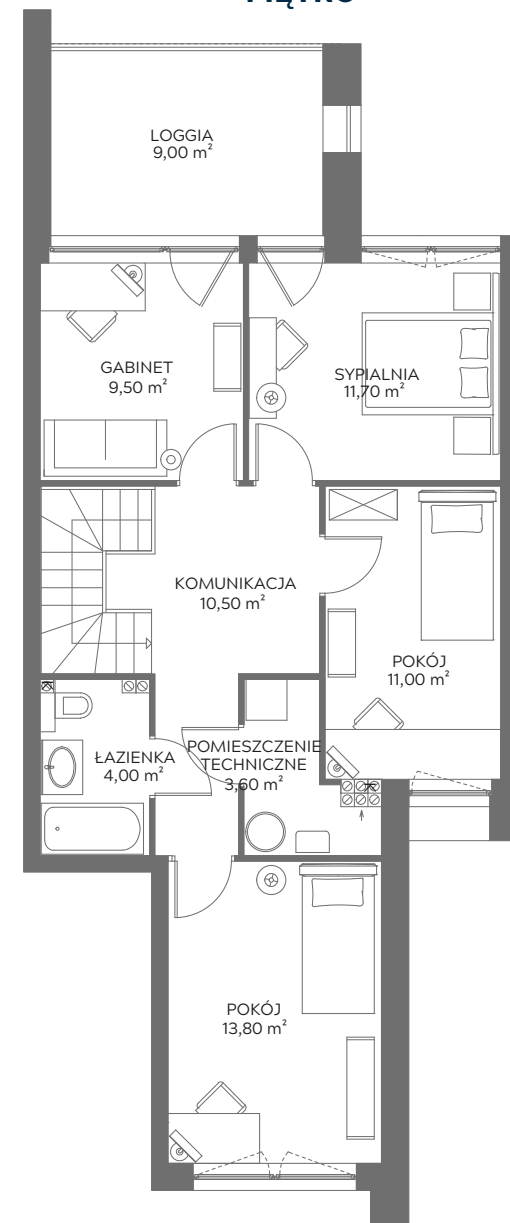 PIĘTRO
LOGGIA
9,00 m²
GABINET
9,50 m²
SYPIALNIA
11,70 m²
KOMUNIKACJA
10,50 m²
POKÓJ
11,00 m²
ŁAZIENKA
4,00 m²
POMIESZCZENIE
TECHNICZNE
3,60 m²
POKÓJ
13,80 m²